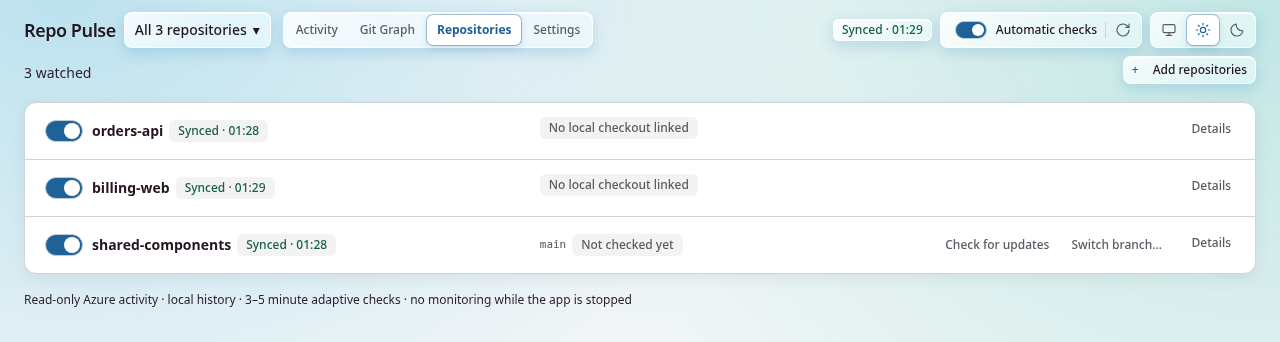 Repo Pulse All 3 repositories ▾ Activity Git Graph Repositories Settings Synced · 01:29 Automatic checks
3 watched + Add repositories
orders-api Synced · 01:28 No local checkout linked Details
billing-web Synced · 01:29 No local checkout linked Details
shared-components Synced · 01:28 main Not checked yet Check for updates Switch branch... Details
Read-only Azure activity · local history · 3–5 minute adaptive checks · no monitoring while the app is stopped